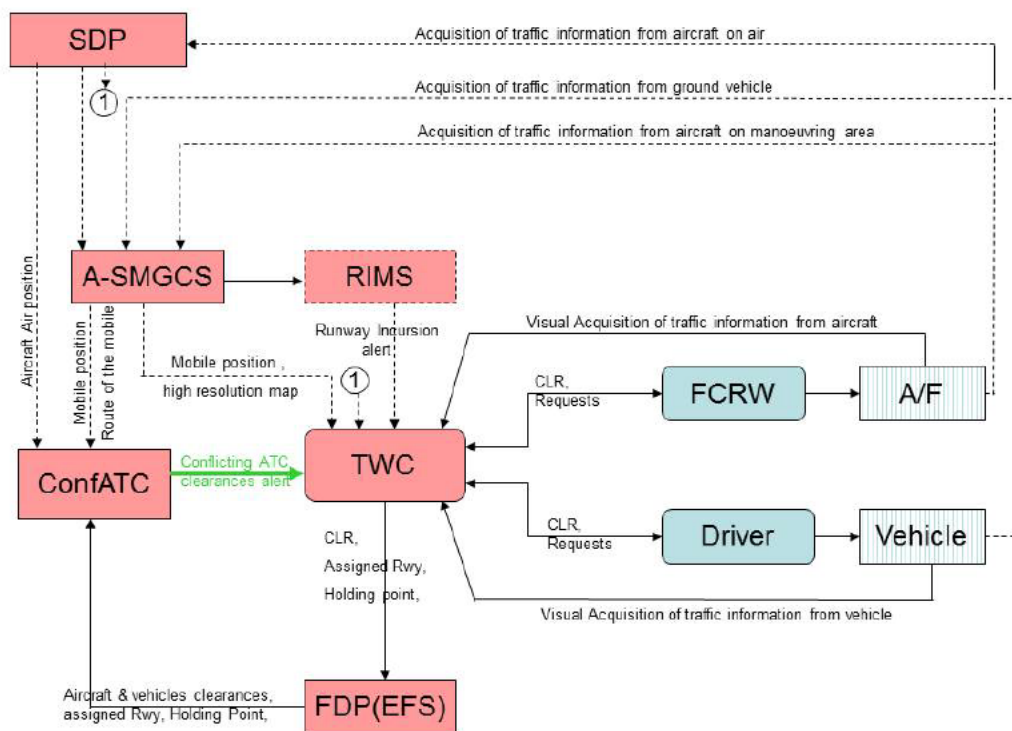 SDP
Acquisition of traffic information from aircraft on air
1
Acquisition of traffic information from ground vehicle
Acquisition of traffic information from aircraft on manoeuvring area
A-SMGCS
RIMS
Aircraft Air position
Mobile position
Route of the mobile
Runway Incursion
alert
Visual Acquisition of traffic information from aircraft
Mobile position ,
high resolution map
1
CLR,
Requests
FCRW
A/F
ConfATC
Conflicting ATC
clearances alert
TWC
CLR,
Requests
Driver
Vehicle
CLR,
Assigned Rwy,
Holding point,
Visual Acquisition of traffic information from vehicle
Aircraft & vehicles clearances,
assigned Rwy, Holding Point,
FDP(EFS)